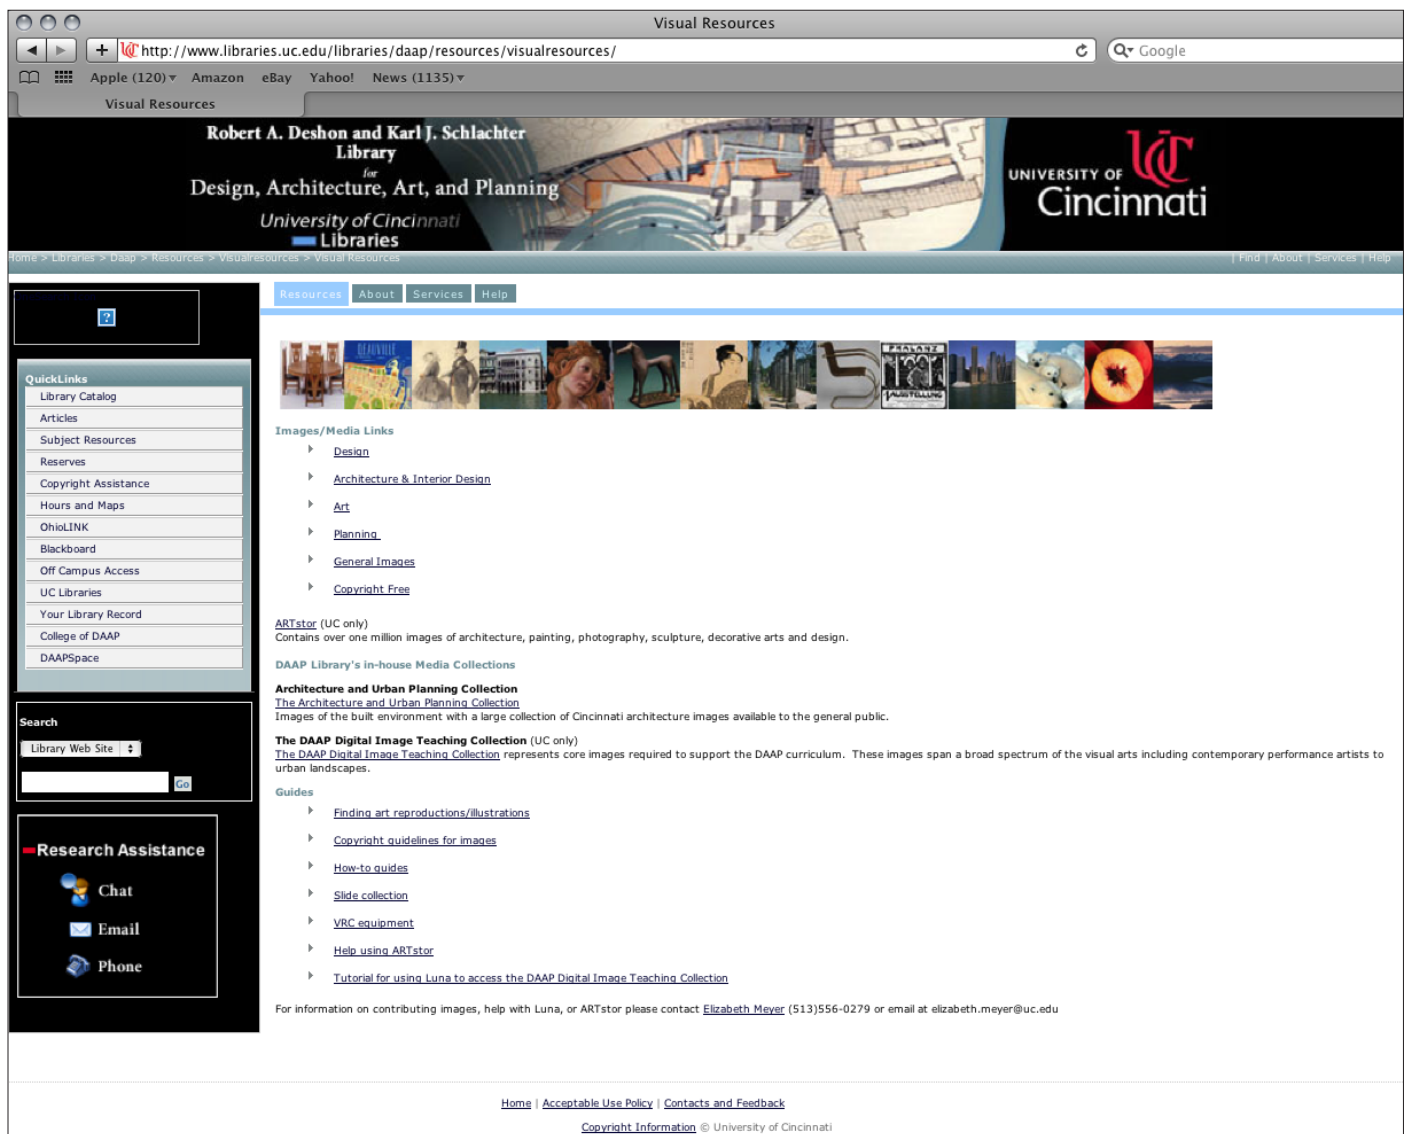 Visual Resources
http://www.libraries.uc.edu/libraries/daap/resources/visualresources/
Google
Apple (120) Amazon eBay Yahoo! News (1135)
Visual Resources
Robert A. Deshon and Karl J. Schlachter
Library
for
Design, Architecture, Art, and Planning
University of Cincinnati
Libraries
UC
UNIVERSITY OF
Cincinnati
Home > Libraries > Daap > Resources > Visualresources > Visual Resources
| Find | About | Services | Help
Resources About Services Help
?
DEAUVILLE
PRALANZ
AUSSTELLUNG
QuickLinks
Library Catalog
Articles
Subject Resources
Reserves
Copyright Assistance
Hours and Maps
OhioLINK
Blackboard
Off Campus Access
UC Libraries
Your Library Record
College of DAAP
DAAPSpace
Search
Library Web Site
Go
Research Assistance
Chat
Email
Phone
Images/Media Links
Design
Architecture & Interior Design
Art
Planning
General Images
Copyright Free
ARTstor (UC only)
Contains over one million images of architecture, painting, photography, sculpture, decorative arts and design.
DAAP Library's in-house Media Collections
Architecture and Urban Planning Collection
The Architecture and Urban Planning Collection
Images of the built environment with a large collection of Cincinnati architecture images available to the general public.
The DAAP Digital Image Teaching Collection (UC only)
The DAAP Digital Image Teaching Collection represents core images required to support the DAAP curriculum. These images span a broad spectrum of the visual arts including contemporary performance artists to
urban landscapes.
Guides
Finding art reproductions/illustrations
Copyright guidelines for images
How-to guides
Slide collection
VRC equipment
Help using ARTstor
Tutorial for using Luna to access the DAAP Digital Image Teaching Collection
For information on contributing images, help with Luna, or ARTstor please contact Elizabeth Meyer (513)556-0279 or email at elizabeth.meyer@uc.edu
Home | Acceptable Use Policy | Contacts and Feedback
Copyright Information © University of Cincinnati